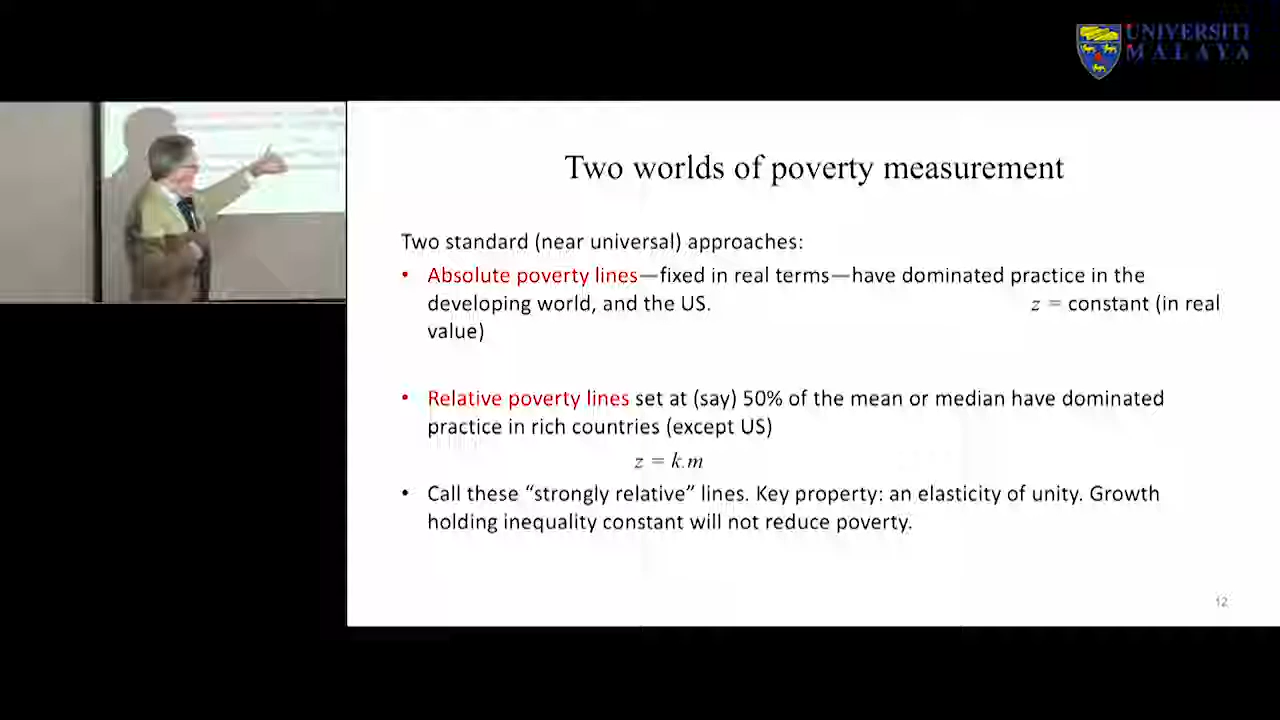 UNIVERSITI
MALAYA
Two worlds of poverty measurement
Two standard (near universal) approaches:
• Absolute poverty lines—fixed in real terms—have dominated practice in the
developing world, and the US. z = constant (in real
value)
• Relative poverty lines set at (say) 50% of the mean or median have dominated
practice in rich countries (except US)
z = k.m
• Call these “strongly relative” lines. Key property: an elasticity of unity. Growth
holding inequality constant will not reduce poverty.
12